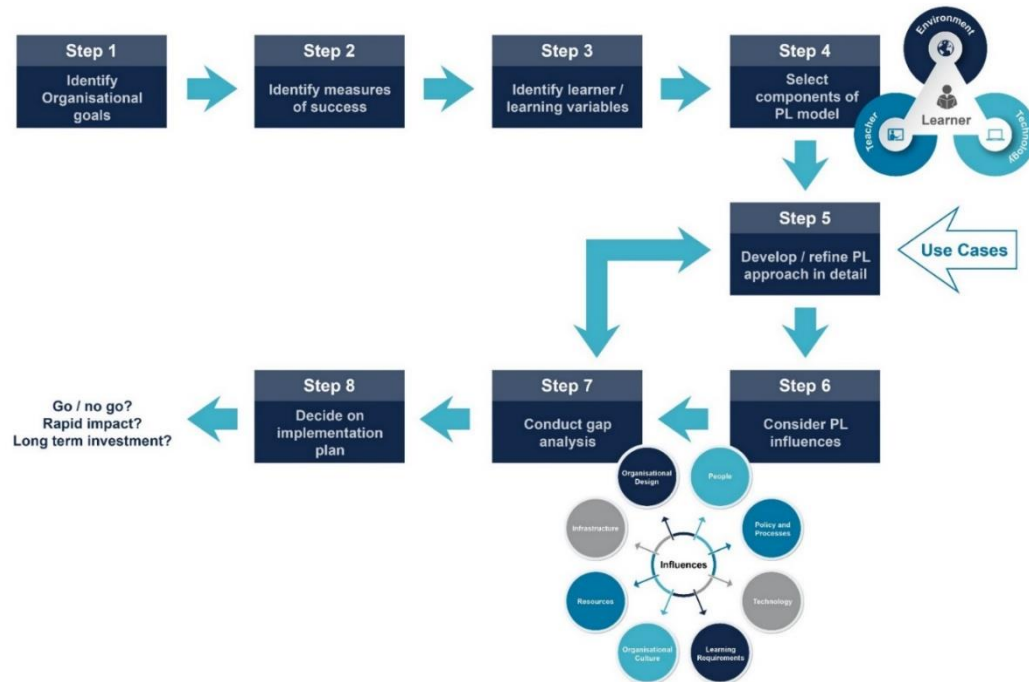 Step 1
Identify
Organisational
goals
Step 2
Identify measures
of success
Step 3
Identify learner /
learning variables
Step 4
Select
components of
PL model
Environment
Teacher
Technology
Learner
Step 5
Develop / refine PL
approach in detail
Use Cases
Step 6
Consider PL
influences
Step 7
Conduct gap
analysis
Step 8
Decide on
implementation
plan
Go / no go?
Rapid impact?
Long term investment?
Influences
Organisational
Design
People
Policy and
Processes
Technology
Learning
Requirements
Organisational
Culture
Resources
Infrastructure